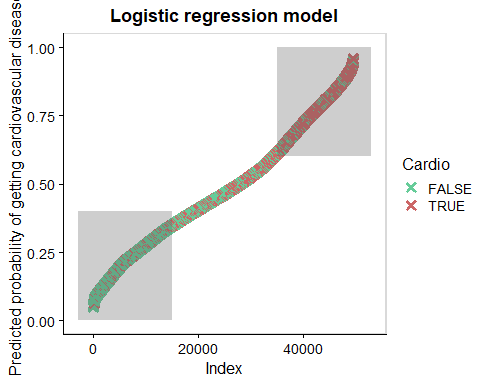 Logistic regression model
Predicted probability of getting cardiovascular disease
1.00
0.75
0.50
0.25
0.00
0
20000
40000
Index
Cardio
FALSE
TRUE